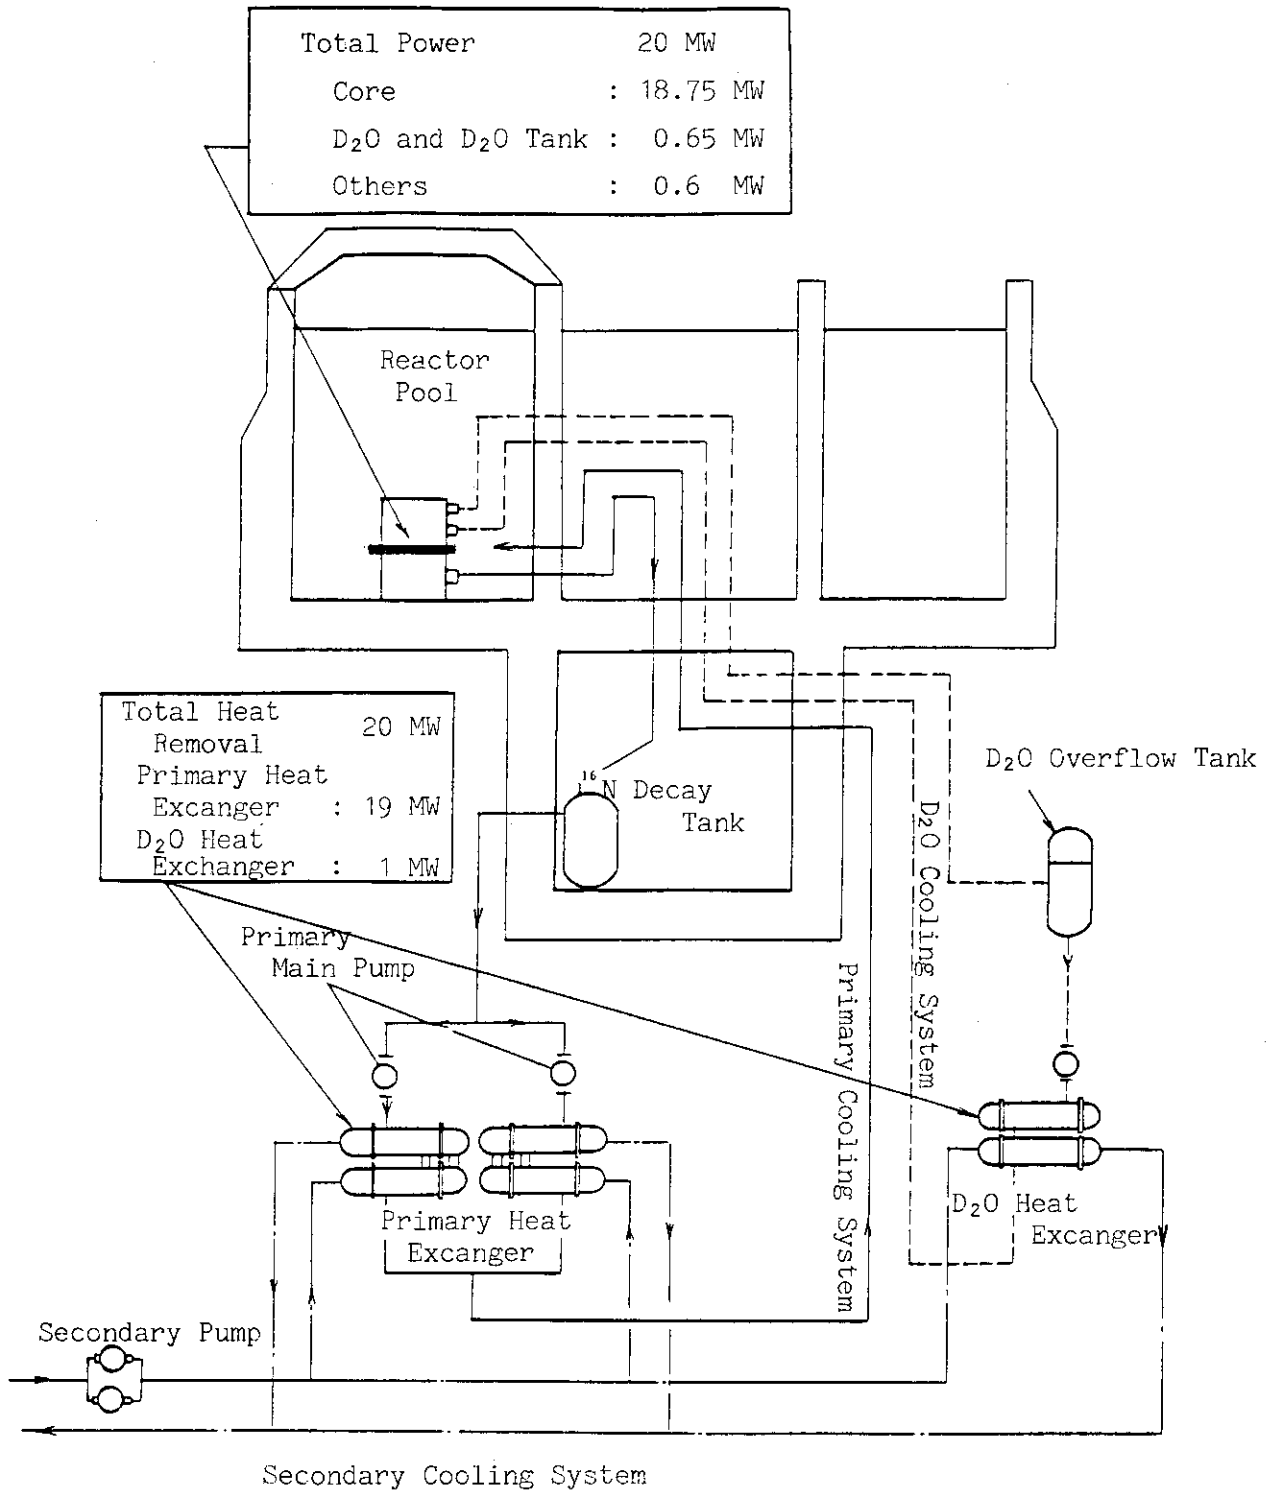 Total Power 20 MW
Core : 18.75 MW
D₂O and D₂O Tank : 0.65 MW
Others : 0.6 MW
Reactor
Pool
Total Heat
Removal 20 MW
Primary Heat
Excanger : 19 MW
D₂O Heat
Exchanger : 1 MW
¹⁶N Decay
Tank
D₂O Overflow Tank
D₂O Cooling System
Primary
Main Pump
Primary Cooling System
Primary Heat
Excanger
D₂O Heat
Excanger
Secondary Pump
Secondary Cooling System